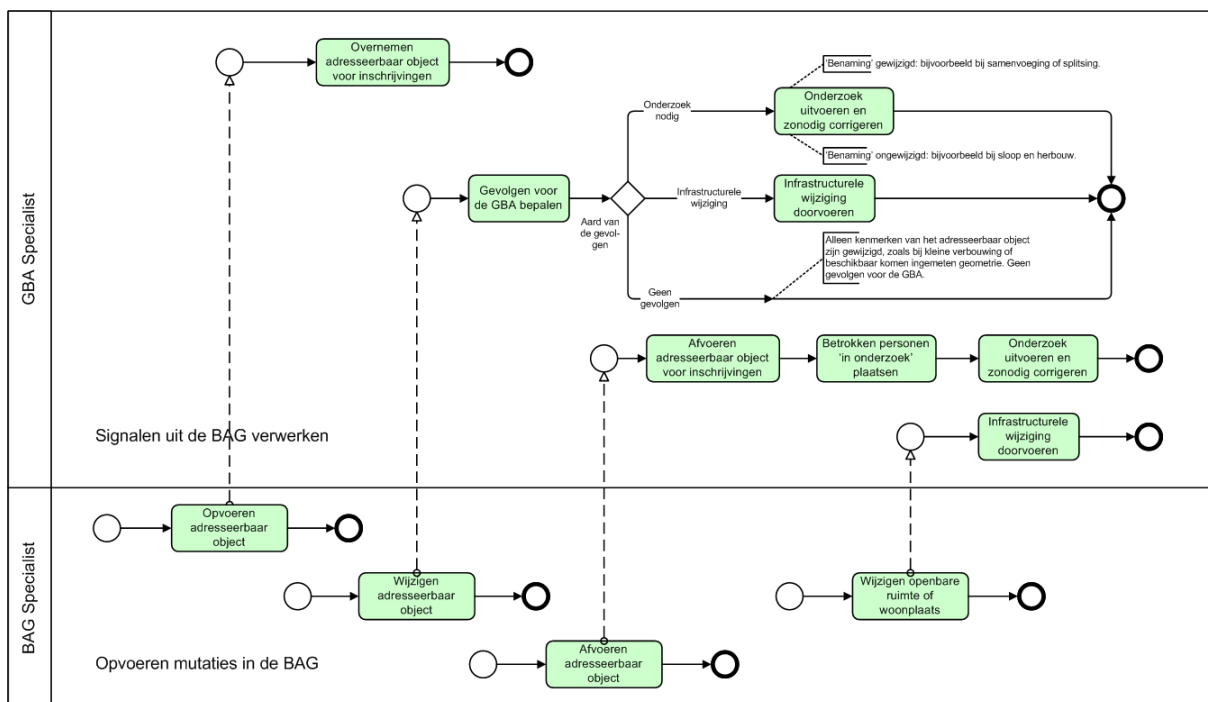 GBA Specialist
Overnemen
adresseerbaar object
voor inschrijvingen
'Benaming' gewijzigd: bijvoorbeeld bij samenvoeging of splitsing.
Onderzoek
nodig
Onderzoek
uitvoeren en
zonodig corrigeren
'Benaming' ongewijzigd: bijvoorbeeld bij sloop en herbouw.
Gevolgen voor
de GBA bepalen
Aard van
de gevol-
gen
Infrastructurele
wijziging
Infrastructurele
wijziging
doorvoeren
Alleen kenmerken van het adresseerbaar object
zijn gewijzigd, zoals bij kleine verbouwing of
beschikbaar komen ingemeten geometrie. Geen
gevolgen voor de GBA.
Geen
gevolgen
Afvoeren
adresseerbaar object
voor inschrijvingen
Betrokken personen
'in onderzoek'
plaatsen
Onderzoek
uitvoeren en
zonodig corrigeren
Infrastructurele
wijziging
doorvoeren
Signalen uit de BAG verwerken
BAG Specialist
Opvoeren
adresseerbaar
object
Wijzigen
adresseerbaar
object
Wijzigen openbare
ruimte of
woonplaats
Afvoeren
adresseerbaar
object
Opvoeren mutaties in de BAG